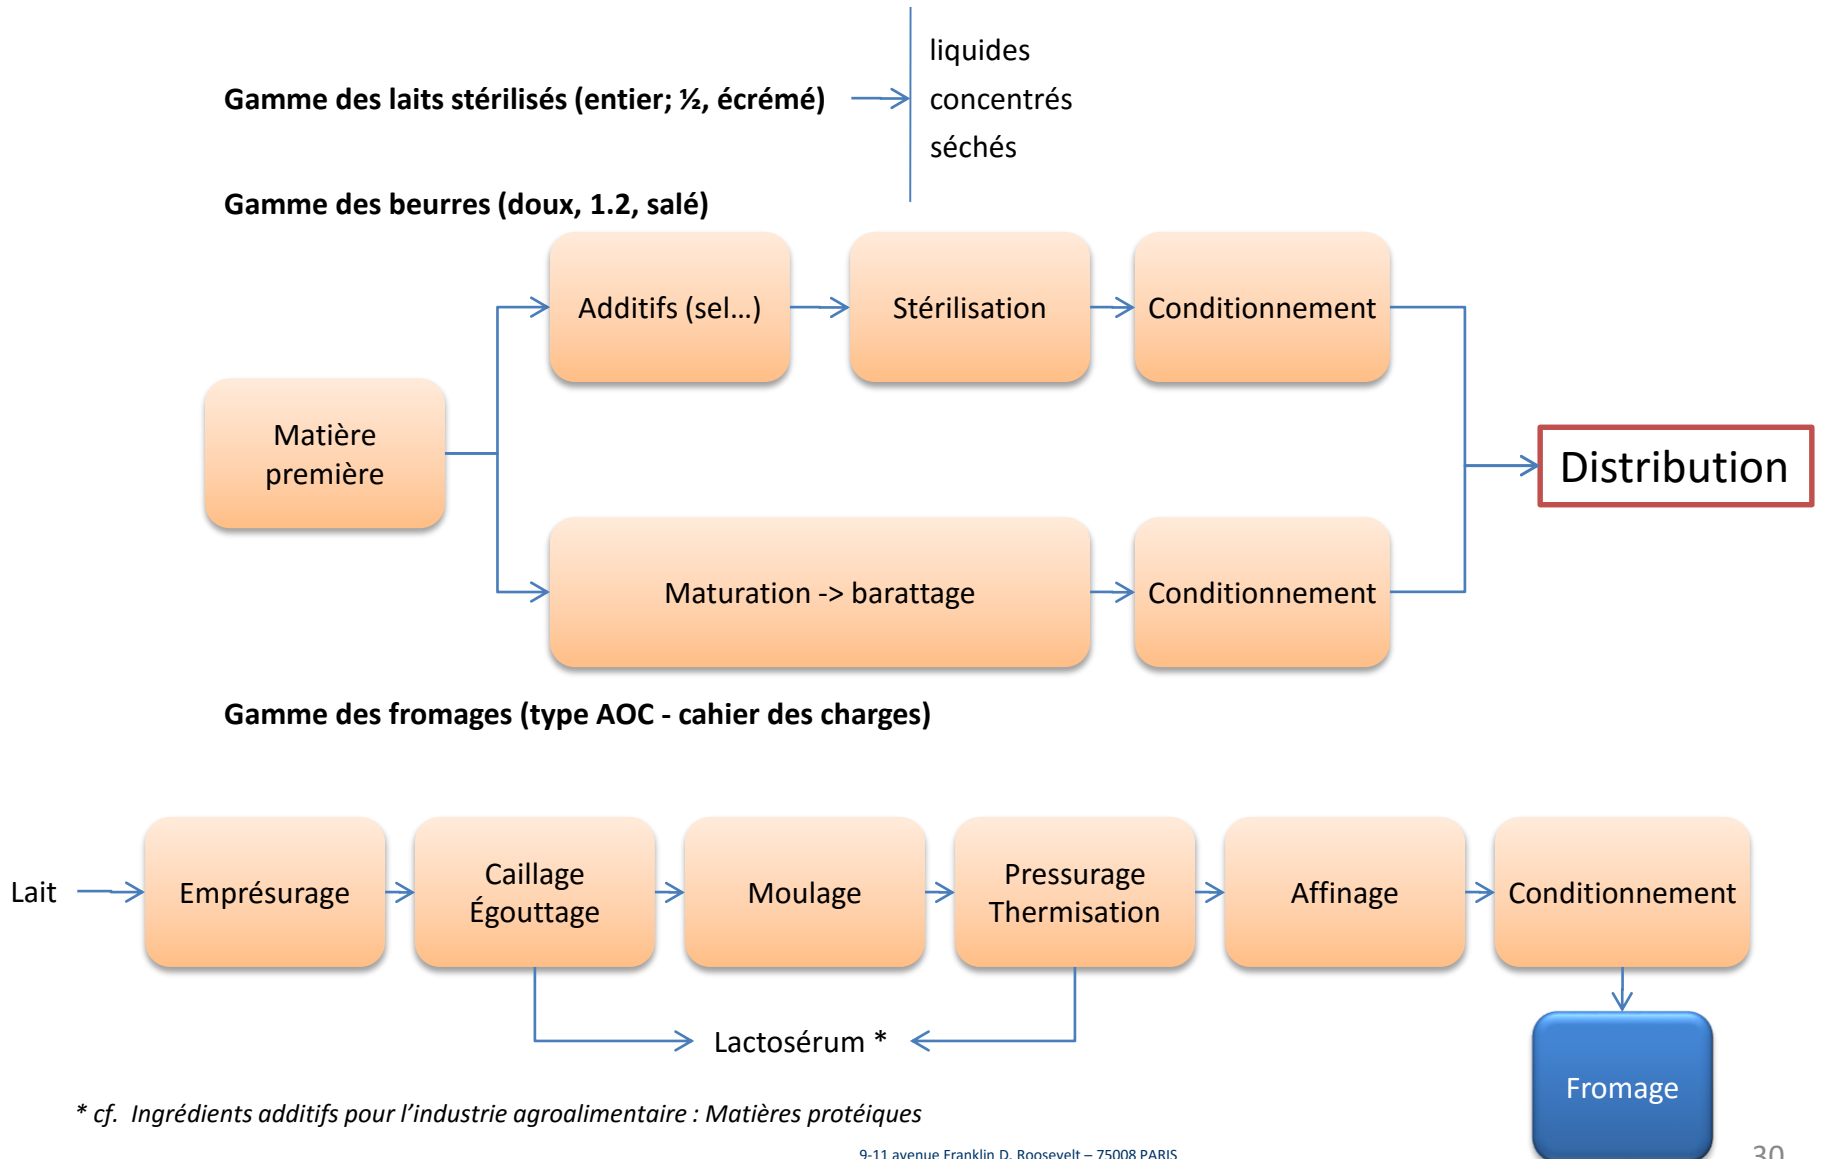 liquides
Gamme des laits stérilisés (entier; ½, écrémé)
concentrés
séchés
Gamme des beurres (doux, 1.2, salé)
Additifs (sel…)
Stérilisation
Conditionnement
Matière
première
Distribution
Maturation -> barattage
Conditionnement
Gamme des fromages (type AOC - cahier des charges)
Lait
Emprésurage
Caillage
Égouttage
Moulage
Pressurage
Thermisation
Affinage
Conditionnement
Lactosérum *
Fromage
* cf.  Ingrédients additifs pour l’industrie agroalimentaire : Matières protéiques
9-11 avenue Franklin D. Roosevelt – 75008 PARIS
30